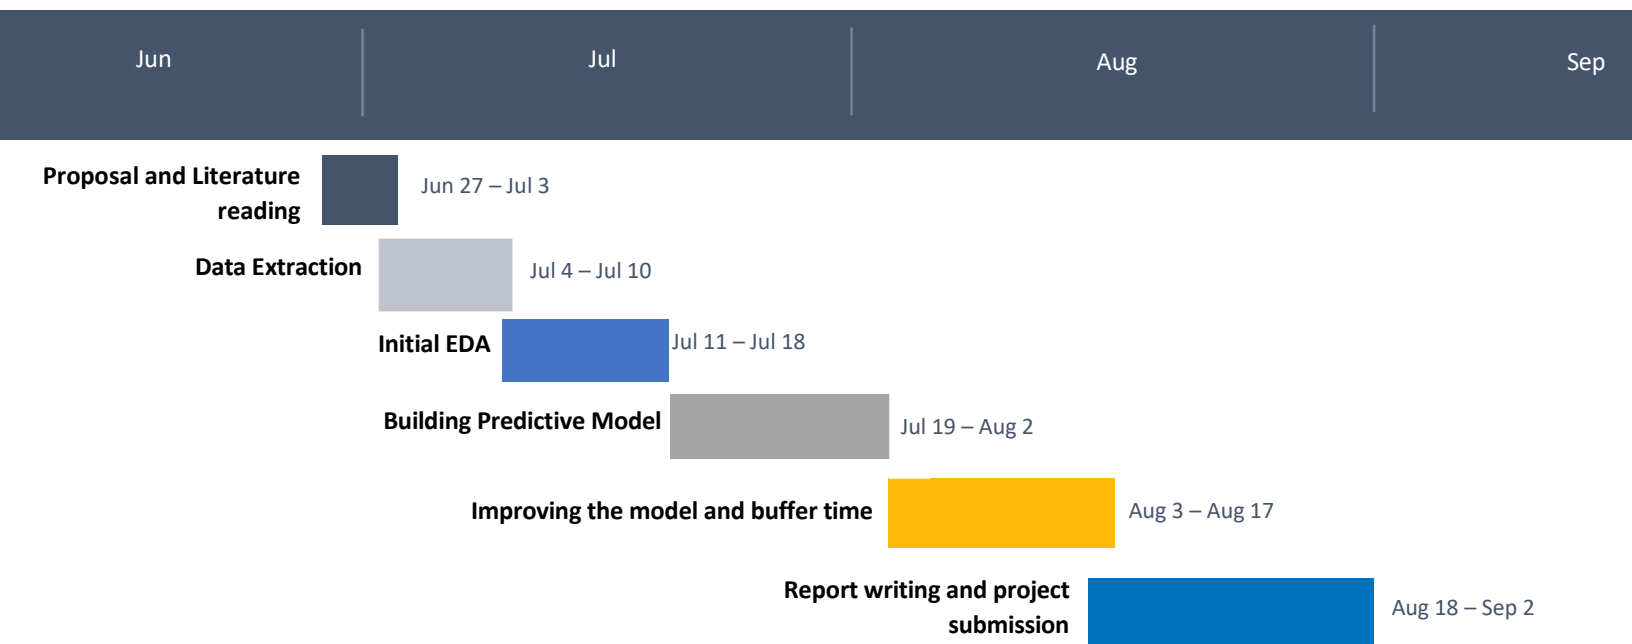 Jun Jul Aug Sep
Proposal and Literature
reading
Jun 27 – Jul 3
Data Extraction
Jul 4 – Jul 10
Initial EDA
Jul 11 – Jul 18
Building Predictive Model
Jul 19 – Aug 2
Improving the model and buffer time
Aug 3 – Aug 17
Report writing and project
submission
Aug 18 – Sep 2